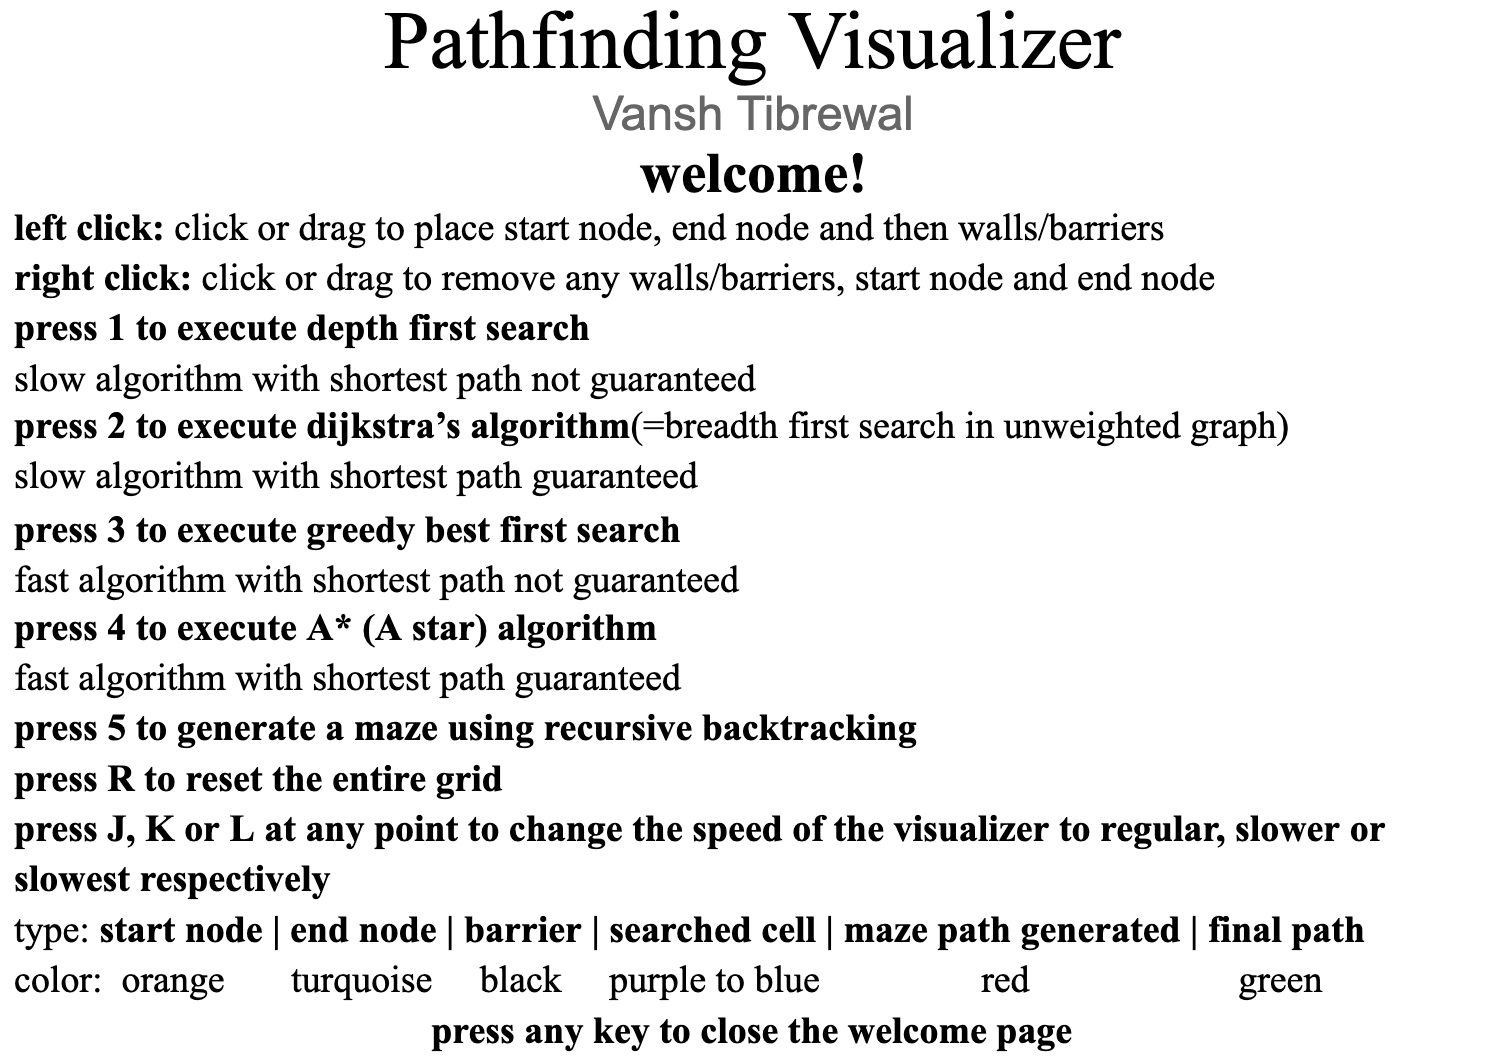 Pathfinding Visualizer
Vansh Tibrewal
welcome!
left click: click or drag to place start node, end node and then walls/barriers
right click: click or drag to remove any walls/barriers, start node and end node
press 1 to execute depth first search
slow algorithm with shortest path not guaranteed
press 2 to execute dijkstra’s algorithm(=breadth first search in unweighted graph)
slow algorithm with shortest path guaranteed
press 3 to execute greedy best first search
fast algorithm with shortest path not guaranteed
press 4 to execute A* (A star) algorithm
fast algorithm with shortest path guaranteed
press 5 to generate a maze using recursive backtracking
press R to reset the entire grid
press J, K or L at any point to change the speed of the visualizer to regular, slower or
slowest respectively
type: start node | end node | barrier | searched cell | maze path generated | final path
color: orange turquoise black purple to blue red green
press any key to close the welcome page